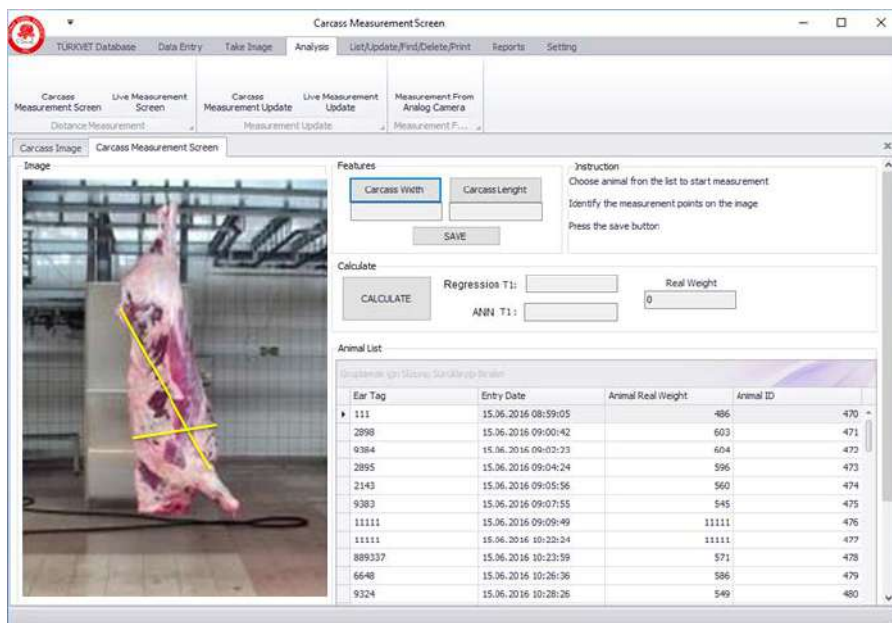 Carcass Measurement Screen
TÜRKVET Database Data Entry Take Image Analysis List/Update/Find/Delete/Print Reports Setting
Carcass Measurement Screen Live Measurement Screen Carcass Measurement Update Live Measurement Update Measurement From Analog Camera
Distance Measurement Measurement Update Measurement F...
Carcass Image Carcass Measurement Screen
Image
Features
Carcass Width Carcass Lenght
SAVE
Instruction
Choose animal from the list to start measurement
Identify the measurement points on the image
Press the save button:
Calculate
CALCULATE
Regression T1:
ANN T1:
Real Weight
0
Animal List
Ear Tag Entry Date Animal Real Weight Animal ID
111 15.06.2016 08:59:05 486 470
2898 15.06.2016 09:00:42 603 471
9384 15.06.2016 09:02:23 604 472
2895 15.06.2016 09:04:24 596 473
2143 15.06.2016 09:05:56 560 474
9383 15.06.2016 09:07:55 545 475
11111 15.06.2016 09:09:49 11111 476
11111 15.06.2016 10:22:24 11111 477
889337 15.06.2016 10:23:59 571 478
6648 15.06.2016 10:26:36 586 479
9324 15.06.2016 10:28:26 549 480